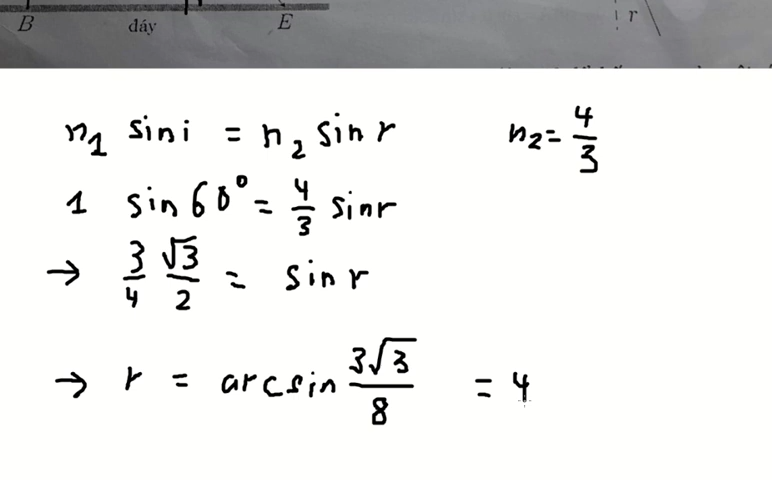 B đáy E r
n₁ sin i = n₂ sin r n₂ = 4/3
1 sin 60° = 4/3 sin r
→ 3/4 √3/2 = sin r
→ r = arcsin 3√3/8 = 4